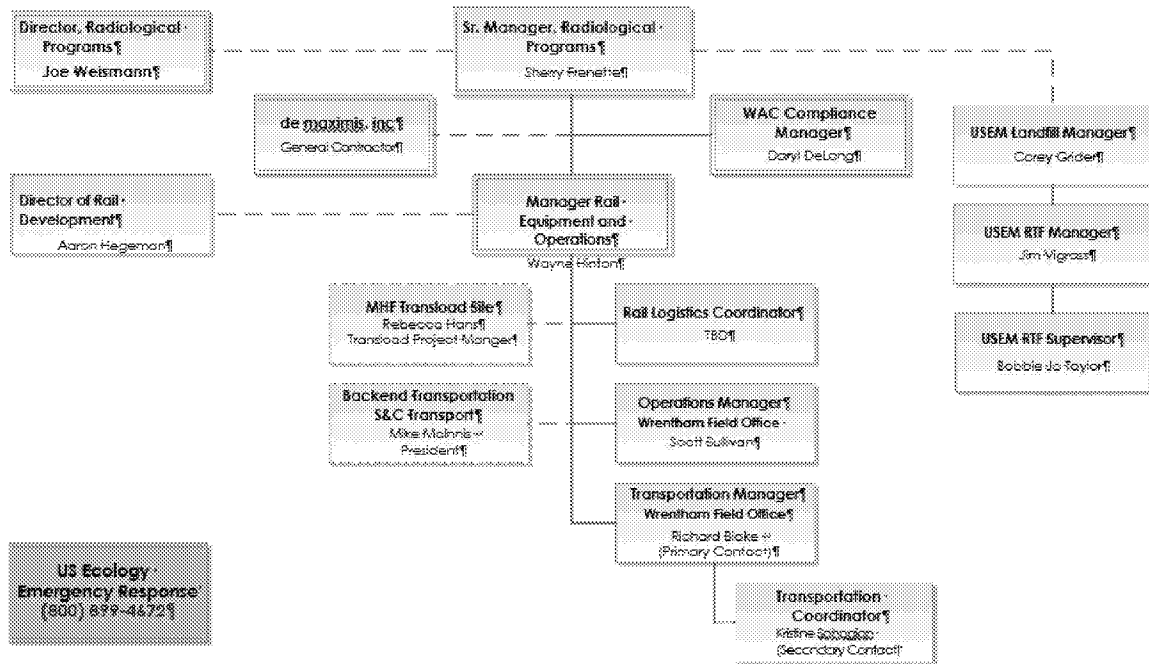 Director, Radiological·
Programs¶
Joe Weismann¶
Sr. Manager, Radiological·
Programs¶
Sherry Frenette¶
de maximis, inc¶
General Contractor¶
WAC Compliance
Manager¶
Daryl DeLong¶
USEM Landfill Manager¶
Corey Grider¶
Director of Rail·
Development¶
Aaron Hegeman¶
Manager Rail·
Equipment and·
Operations¶
Wayne Hinton¶
USEM RTF Manager¶
Jim Vigrass¶
MHF Transload Site¶
Rebecca Hans¶
Transload Project Manger¶
Rail Logistics Coordinator¶
TBD¶
USEM RTF Supervisor¶
Bobbie Jo Taylor¶
Backend Transportation
S&C Transport¶
Mike McInnis –
President¶
Operations Manager¶
Wrentham Field Office·
Scott Sullivan¶
Transportation Manager¶
Wrentham Field Office¶
Richard Blake –
(Primary Contact)¶
US Ecology·
Emergency Response
(800) 899-4672¶
Transportation·
Coordinator¶
Kristine
(Secondary Contact)